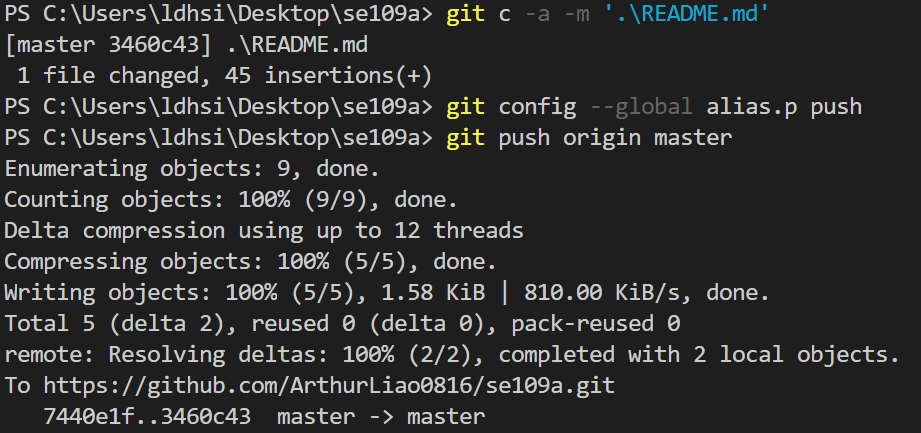 PS C:\Users\ldhsi\Desktop\se109a> git c -a -m '.\README.md'
[master 3460c43] .\README.md
 1 file changed, 45 insertions(+)
PS C:\Users\ldhsi\Desktop\se109a> git config --global alias.p push
PS C:\Users\ldhsi\Desktop\se109a> git push origin master
Enumerating objects: 9, done.
Counting objects: 100% (9/9), done.
Delta compression using up to 12 threads
Compressing objects: 100% (5/5), done.
Writing objects: 100% (5/5), 1.58 KiB | 810.00 KiB/s, done.
Total 5 (delta 2), reused 0 (delta 0), pack-reused 0
remote: Resolving deltas: 100% (2/2), completed with 2 local objects.
To https://github.com/ArthurLiao0816/se109a.git
   7440e1f..3460c43  master -> master